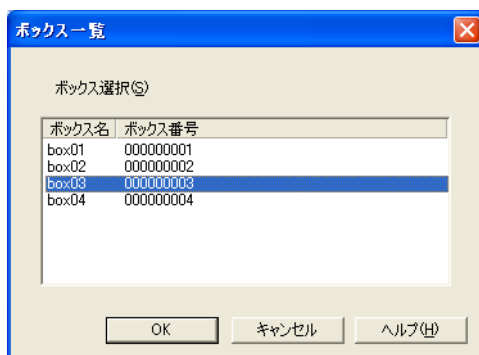 ボックス一覧
ボックス選択(S)
ボックス名 ボックス番号
box01 000000001
box02 000000002
box03 000000003
box04 000000004
OK キャンセル ヘルプ(H)